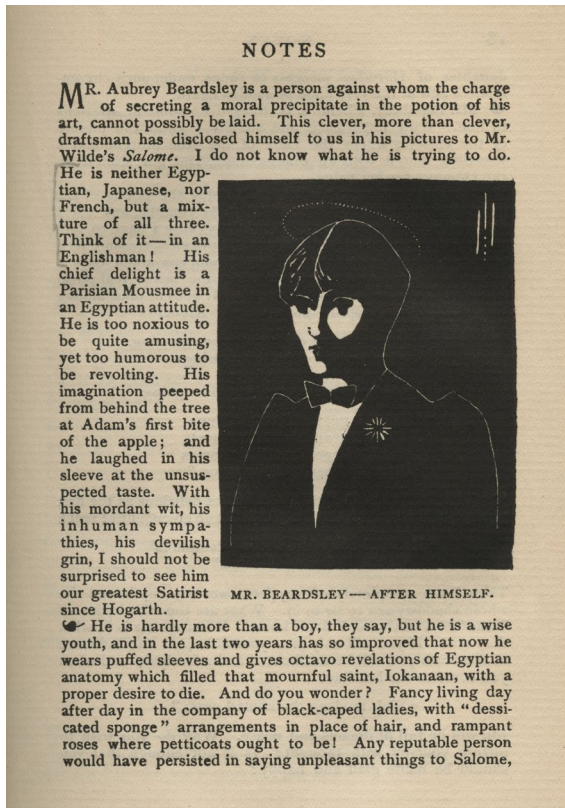 NOTES
MR. Aubrey Beardsley is a person against whom the charge
of secreting a moral precipitate in the potion of his
art, cannot possibly be laid. This clever, more than clever,
draftsman has disclosed himself to us in his pictures to Mr.
Wilde's Salome. I do not know what he is trying to do.
He is neither Egyp-
tian, Japanese, nor
French, but a mix-
ture of all three.
Think of it—in an
Englishman! His
chief delight is a
Parisian Mousmee in
an Egyptian attitude.
He is too noxious to
be quite amusing,
yet too humorous to
be revolting. His
imagination peeped
from behind the tree
at Adam's first bite
of the apple; and
he laughed in his
sleeve at the unsus-
pected taste. With
his mordant wit, his
inhuman sympa-
thies, his devilish
grin, I should not be
surprised to see him
our greatest Satirist
since Hogarth.
MR. BEARDSLEY—AFTER HIMSELF.
☛ He is hardly more than a boy, they say, but he is a wise
youth, and in the last two years has so improved that now he
wears puffed sleeves and gives octavo revelations of Egyptian
anatomy which filled that mournful saint, Iokanaan, with a
proper desire to die. And do you wonder? Fancy living day
after day in the company of black-caped ladies, with "dessi-
cated sponge" arrangements in place of hair, and rampant
roses where petticoats ought to be! Any reputable person
would have persisted in saying unpleasant things to Salome,